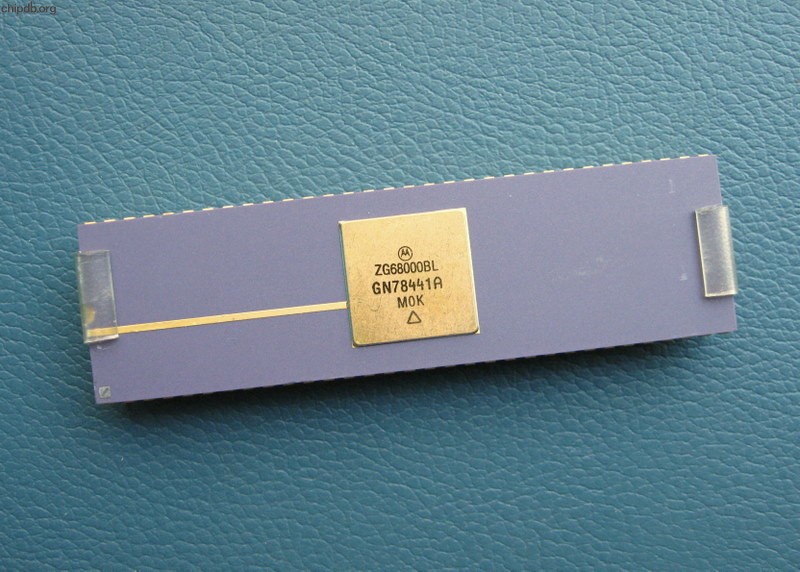 chipdb.org
M
ZG68000BL
GN78441A
M0K